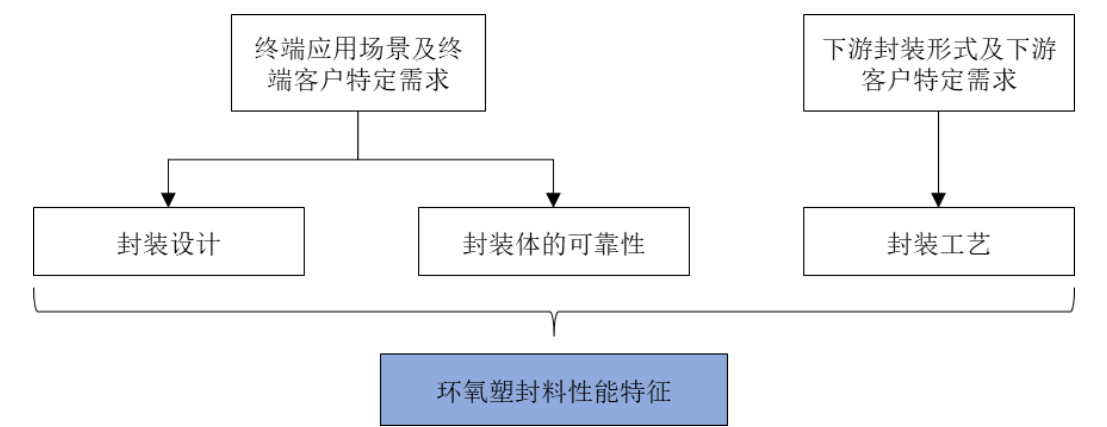 终端应用场景及终
端客户特定需求
下游封装形式及下游
客户特定需求
封装设计
封装体的可靠性
封装工艺
环氧塑封料性能特征